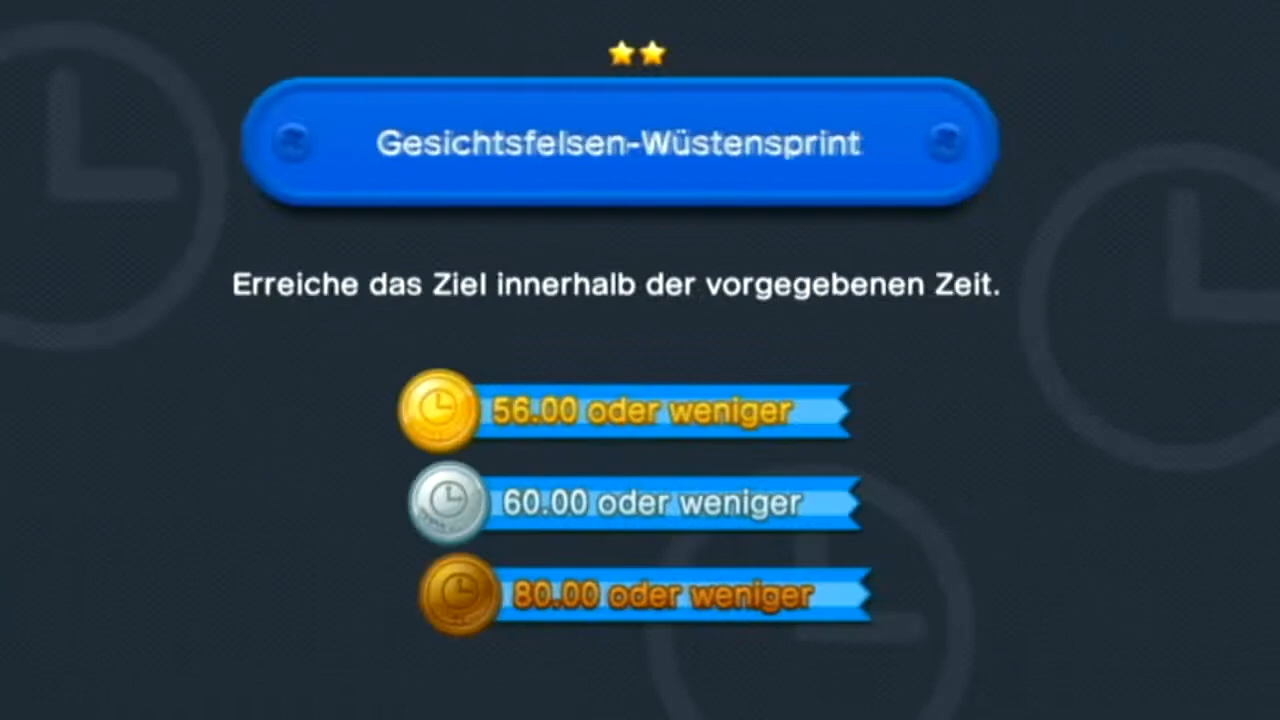 Gesichtsfelsen-Wüstensprint
Erreiche das Ziel innerhalb der vorgegebenen Zeit.
56.00 oder weniger
60.00 oder weniger
80.00 oder weniger